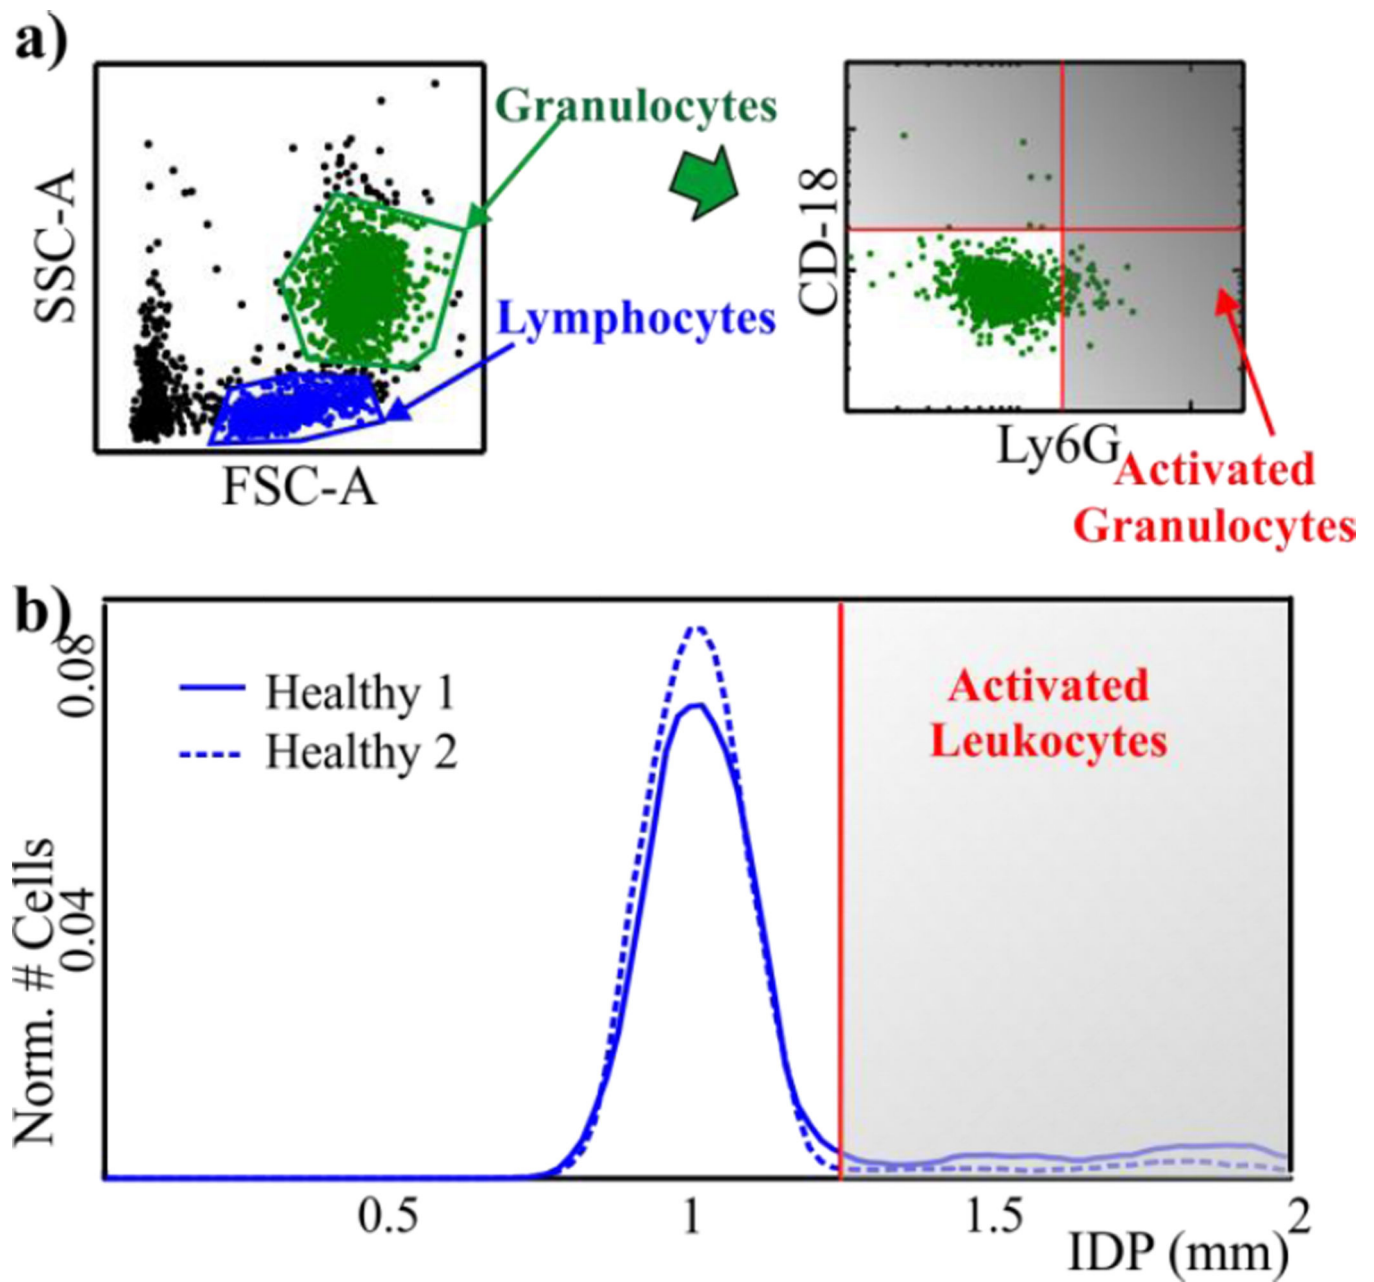 a)
SSC-A
FSC-A
Granulocytes
Lymphocytes
CD-18
Ly6G
Activated
Granulocytes
b)
Norm. # Cells
0.08
0.04
Healthy 1
Healthy 2
Activated
Leukocytes
0.5
1
1.5
2
IDP (mm)